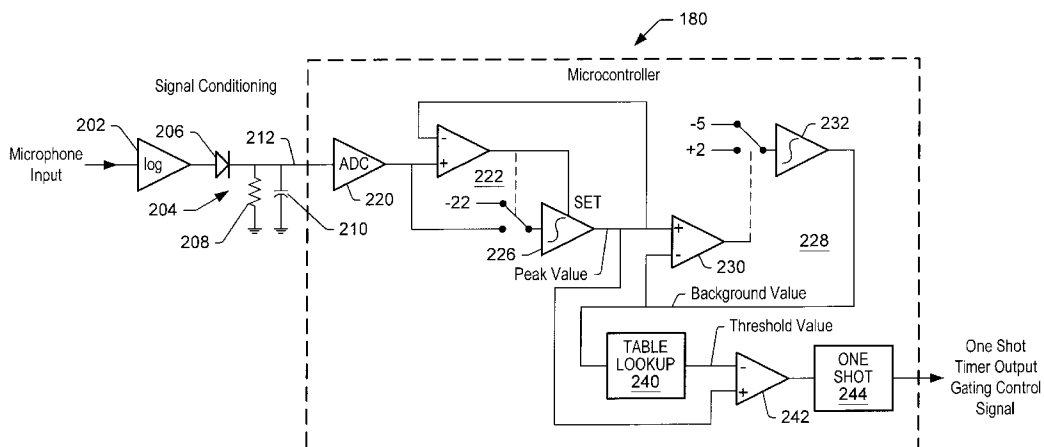 180
Microcontroller
Signal Conditioning
202
206
212
Microphone
Input
log
204
208
210
ADC
220
-
+
222
-22
SET
226
Peak Value
+
-
230
-5
+2
232
228
Background Value
Threshold Value
TABLE
LOOKUP
240
-
+
242
ONE
SHOT
244
One Shot
Timer Output
Gating Control
Signal